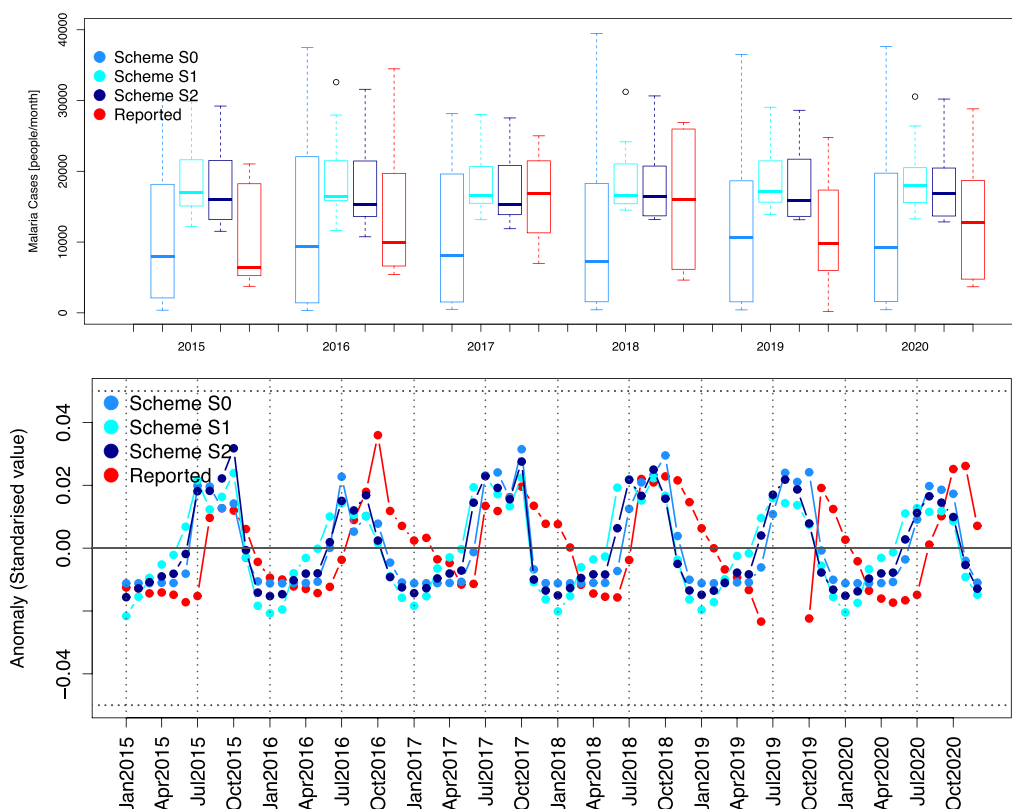 Malaria Cases [people/month]
40000
30000
20000
10000
0
Scheme S0
Scheme S1
Scheme S2
Reported
2015 2016 2017 2018 2019 2020
Anomaly (Standarised value)
0.04
0.02
0.00
−0.04
Scheme S0
Scheme S1
Scheme S2
Reported
Jan2015 Apr2015 Jul2015 Oct2015 Jan2016 Apr2016 Jul2016 Oct2016 Jan2017 Apr2017 Jul2017 Oct2017 Jan2018 Apr2018 Jul2018 Oct2018 Jan2019 Apr2019 Jul2019 Oct2019 Jan2020 Apr2020 Jul2020 Oct2020